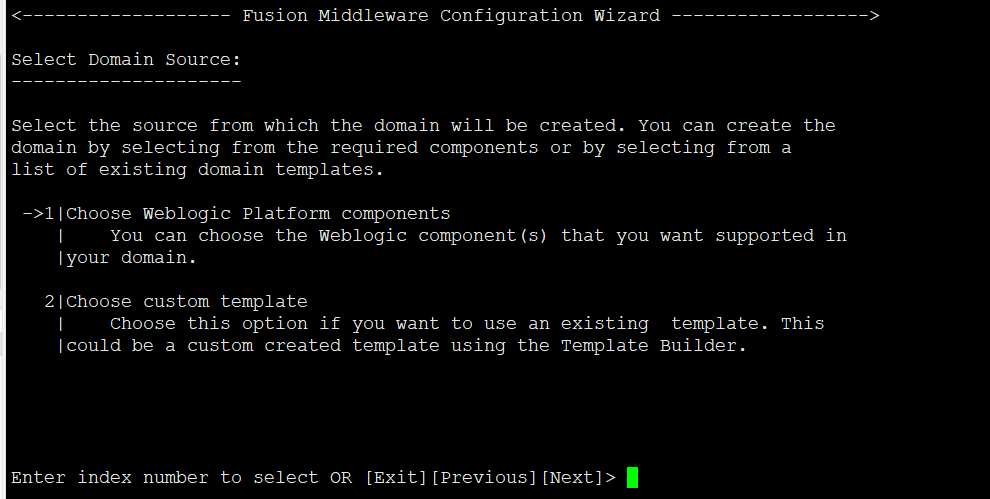 <------------------- Fusion Middleware Configuration Wizard ------------------>
Select Domain Source:
---------------------
Select the source from which the domain will be created. You can create the
domain by selecting from the required components or by selecting from a
list of existing domain templates.
->1|Choose Weblogic Platform components
|    You can choose the Weblogic component(s) that you want supported in
|your domain.
2|Choose custom template
|    Choose this option if you want to use an existing  template. This
|could be a custom created template using the Template Builder.
Enter index number to select OR [Exit][Previous][Next]>